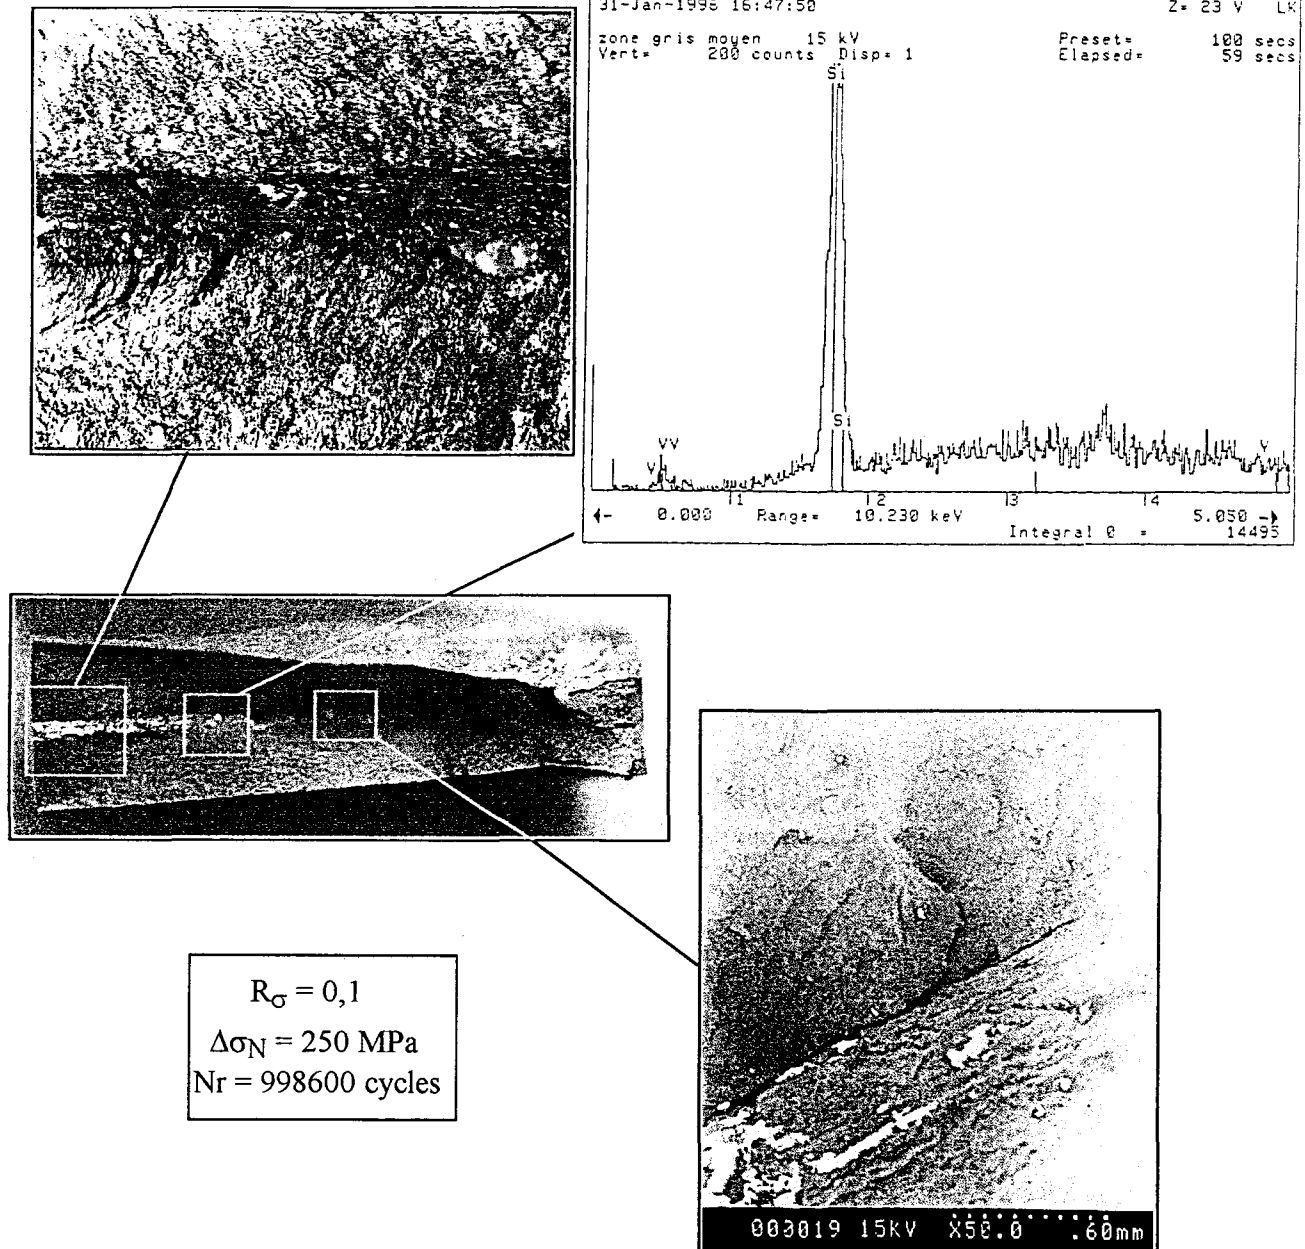 31-Jan-1996 16:47:50 Z= 23 V LK
zone gris moyen 15 kV Preset= 100 secs
Vert= 200 counts Disp= 1 Elapsed= 59 secs
Si
Si
VV
V
V
1 2 3 4
0.000 Range= 10.230 keV 5.050
Integral 0 = 14495
Rσ = 0,1
ΔσN = 250 MPa
Nr = 998600 cycles
003019 15KV X50.0 .60mm